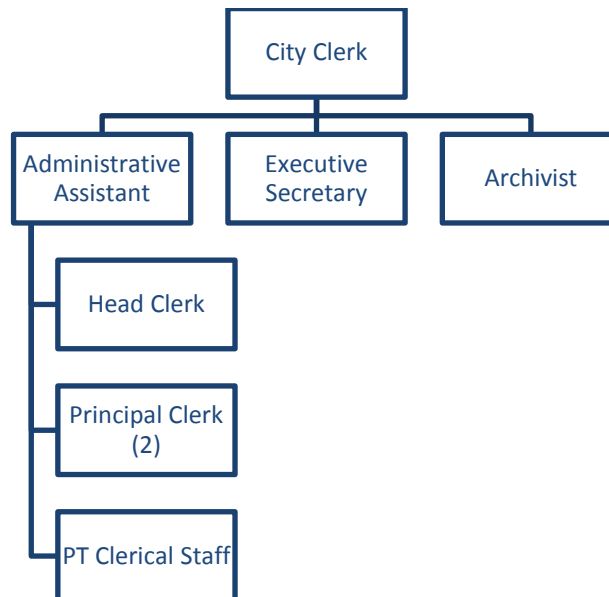 City Clerk
Administrative
Assistant
Executive
Secretary
Archivist
Head Clerk
Principal Clerk
(2)
PT Clerical Staff